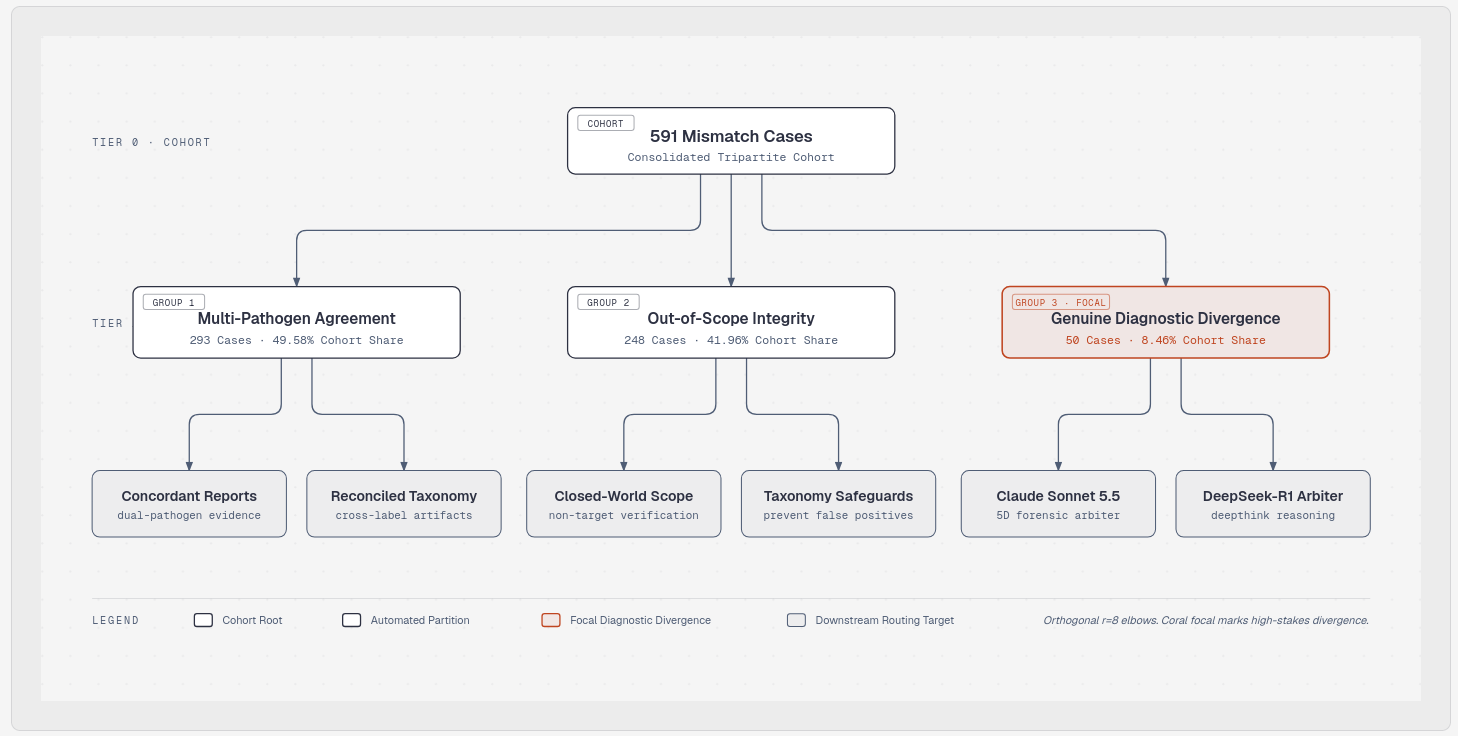 COHORT
TIER 0 · COHORT
591 Mismatch Cases
Consolidated Tripartite Cohort
GROUP 1
GROUP 2
GROUP 3 · FOCAL
TIER
Multi-Pathogen Agreement
Out-of-Scope Integrity
Genuine Diagnostic Divergence
293 Cases · 49.58% Cohort Share
248 Cases · 41.96% Cohort Share
50 Cases · 8.46% Cohort Share
Concordant Reports
dual-pathogen evidence
Reconciled Taxonomy
cross-label artifacts
Closed-World Scope
non-target verification
Taxonomy Safeguards
prevent false positives
Claude Sonnet 5.5
5D forensic arbiter
DeepSeek-R1 Arbiter
deepthink reasoning
LEGEND
Cohort Root
Automated Partition
Focal Diagnostic Divergence
Downstream Routing Target
Orthogonal r=8 elbows. Coral focal marks high-stakes divergence.